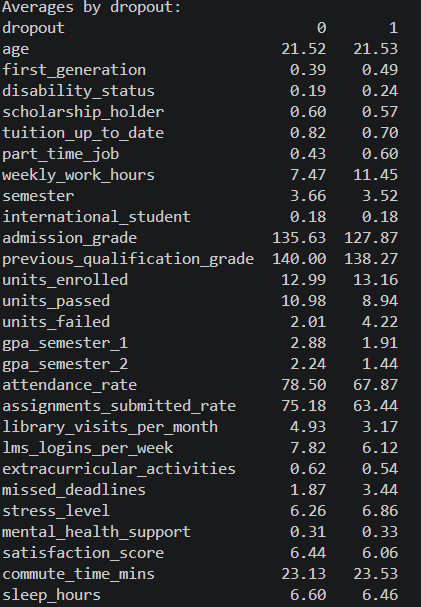 Averages by dropout:
dropout 0 1
age 21.52 21.53
first_generation 0.39 0.49
disability_status 0.19 0.24
scholarship_holder 0.60 0.57
tuition_up_to_date 0.82 0.70
part_time_job 0.43 0.60
weekly_work_hours 7.47 11.45
semester 3.66 3.52
international_student 0.18 0.18
admission_grade 135.63 127.87
previous_qualification_grade 140.00 138.27
units_enrolled 12.99 13.16
units_passed 10.98 8.94
units_failed 2.01 4.22
gpa_semester_1 2.88 1.91
gpa_semester_2 2.24 1.44
attendance_rate 78.50 67.87
assignments_submitted_rate 75.18 63.44
library_visits_per_month 4.93 3.17
lms_logins_per_week 7.82 6.12
extracurricular_activities 0.62 0.54
missed_deadlines 1.87 3.44
stress_level 6.26 6.86
mental_health_support 0.31 0.33
satisfaction_score 6.44 6.06
commute_time_mins 23.13 23.53
sleep_hours 6.60 6.46